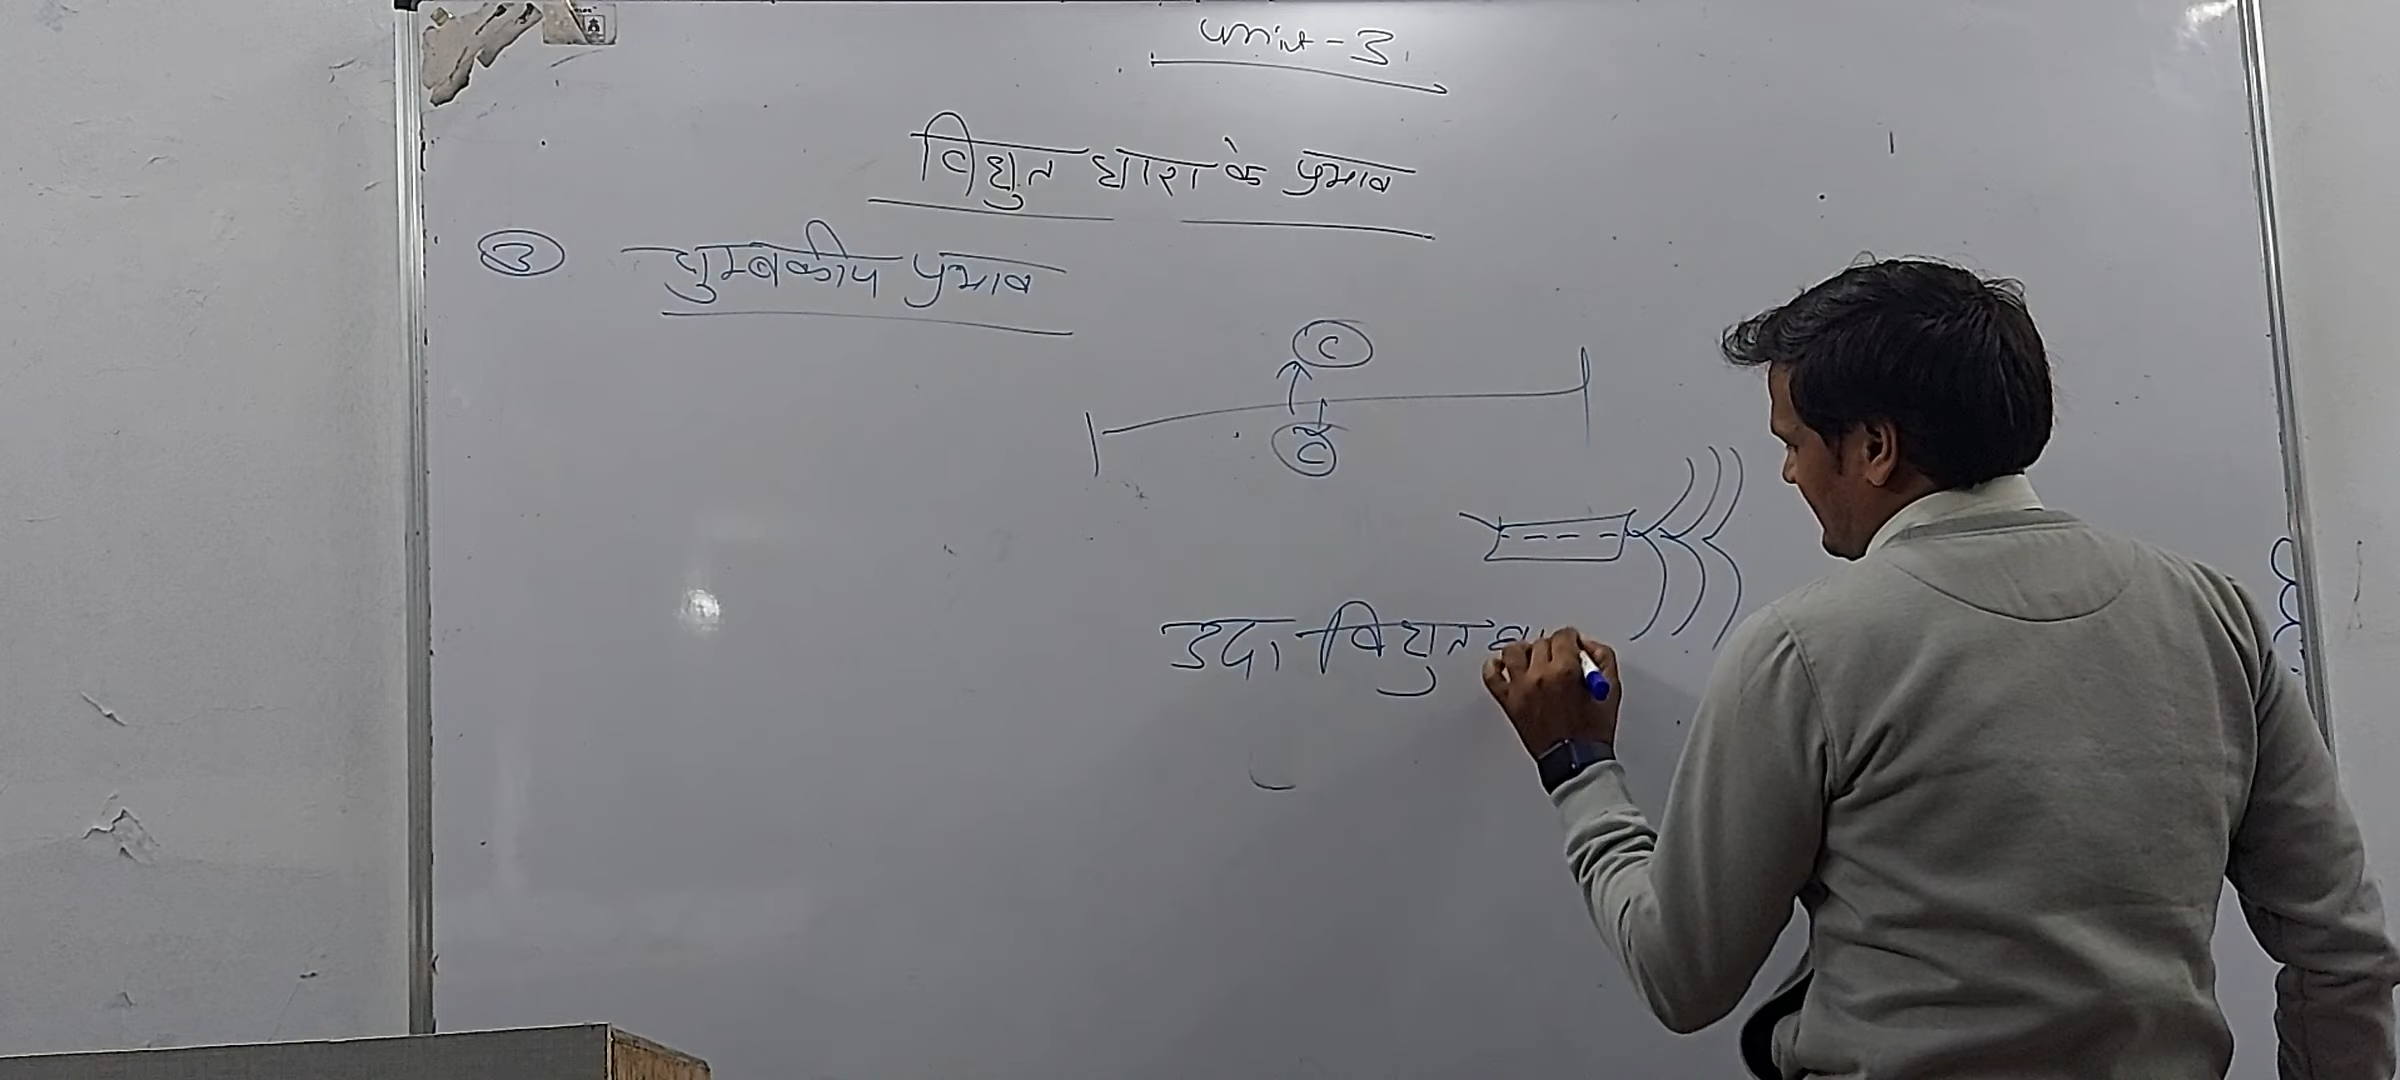 Unit-3
विद्युत धारा के प्रभाव
3 चुम्बकीय प्रभाव
C
C
उदा विद्युत धा